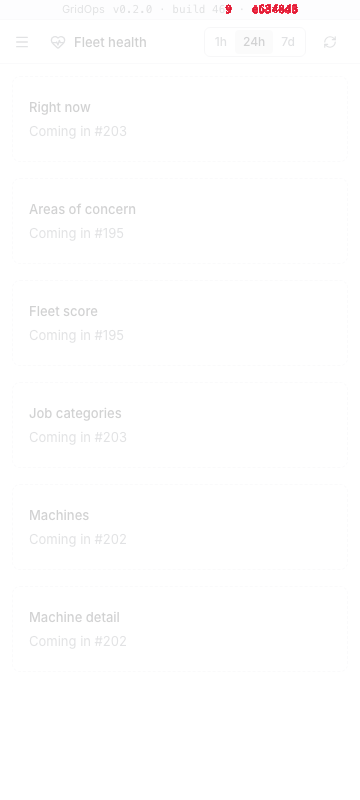 GridOps v0.2.0 · build 46 ·
Fleet health 1h 24h 7d
Right now
Coming in #203
Areas of concern
Coming in #195
Fleet score
Coming in #195
Job categories
Coming in #203
Machines
Coming in #202
Machine detail
Coming in #202